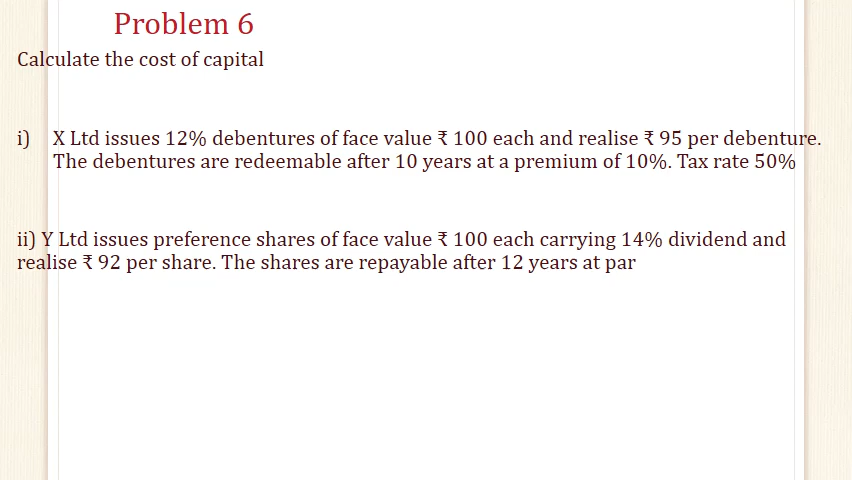 Problem 6
Calculate the cost of capital
i) X Ltd issues 12% debentures of face value ₹ 100 each and realise ₹ 95 per debenture.
The debentures are redeemable after 10 years at a premium of 10%. Tax rate 50%
ii) Y Ltd issues preference shares of face value ₹ 100 each carrying 14% dividend and
realise ₹ 92 per share. The shares are repayable after 12 years at par